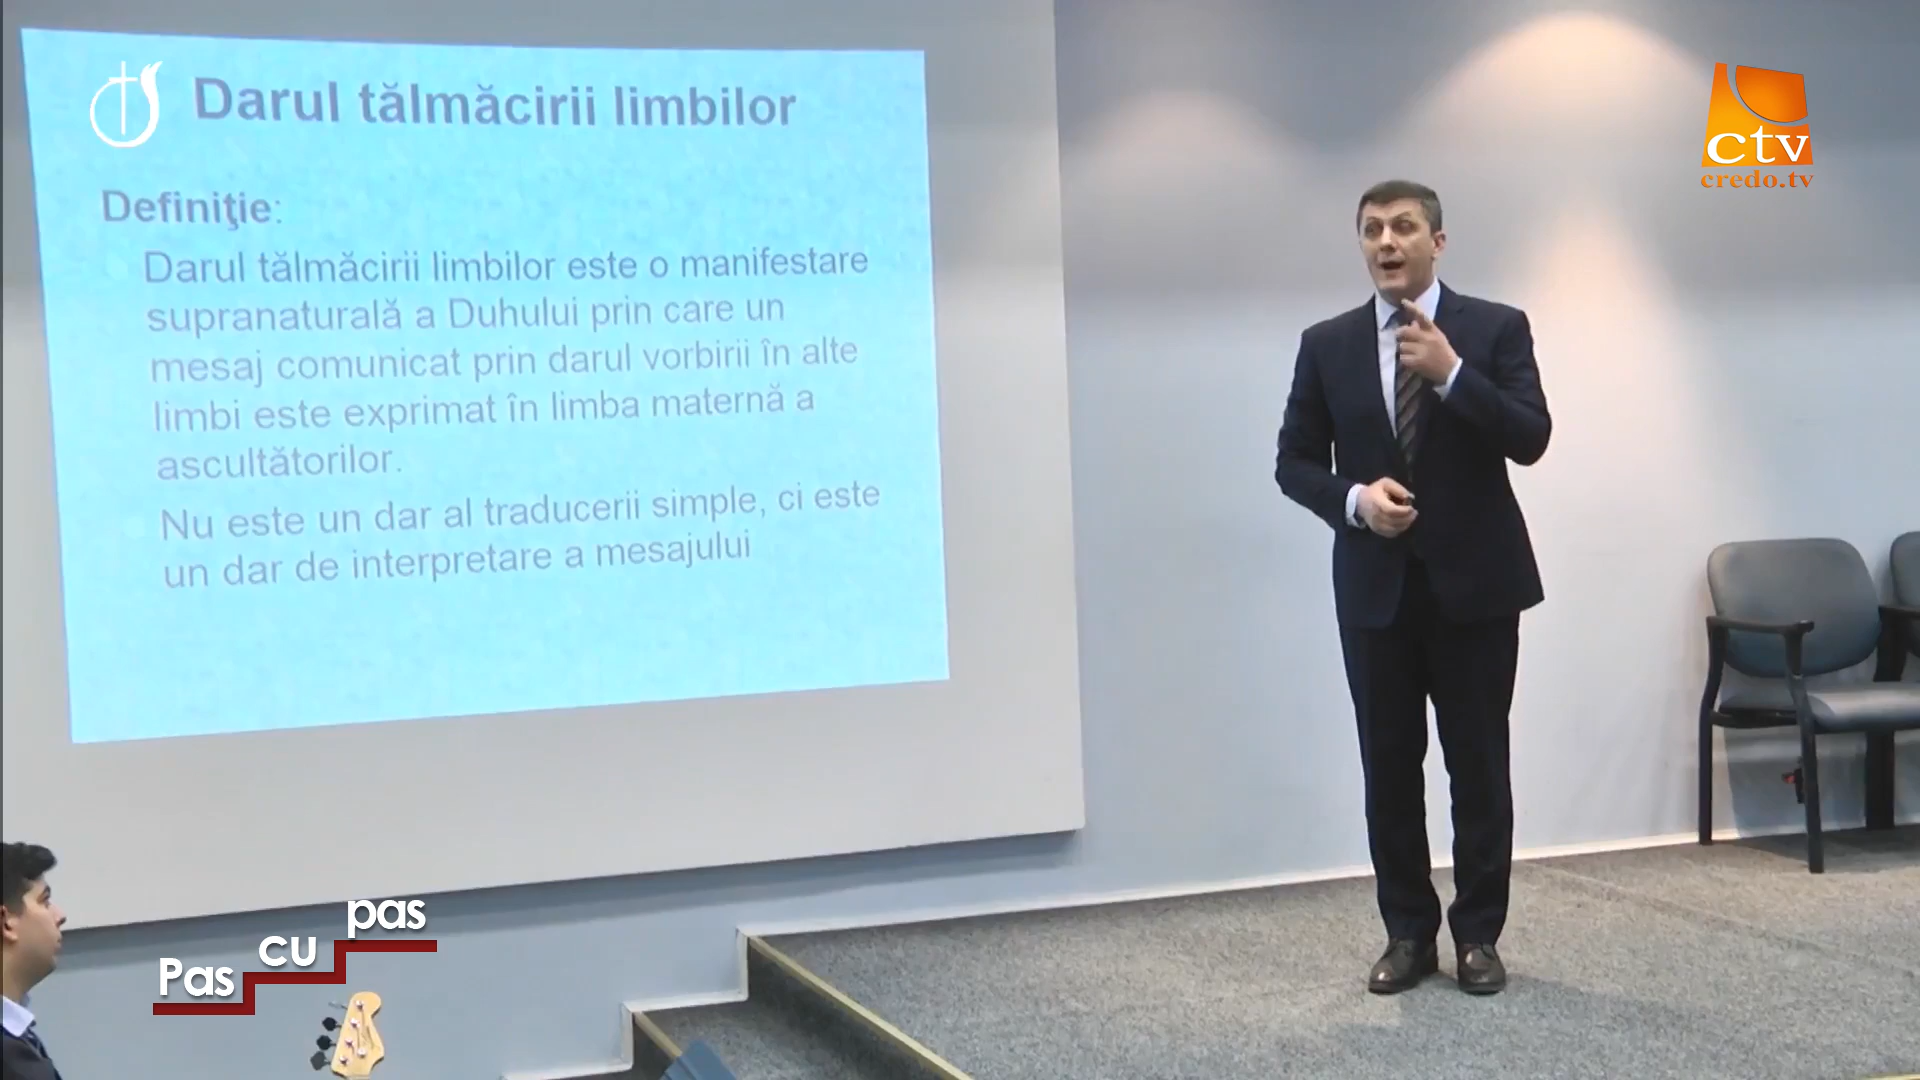 Darul tălmăcirii limbilor
Definiţie:
Darul tălmăcirii limbilor este o manifestare
supranaturală a Duhului prin care un
mesaj comunicat prin darul vorbirii în alte
limbi este exprimat în limba maternă a
ascultătorilor.
Nu este un dar al traducerii simple, ci este
un dar de interpretare a mesajului
ctv
credo.tv
Pas
cu
pas